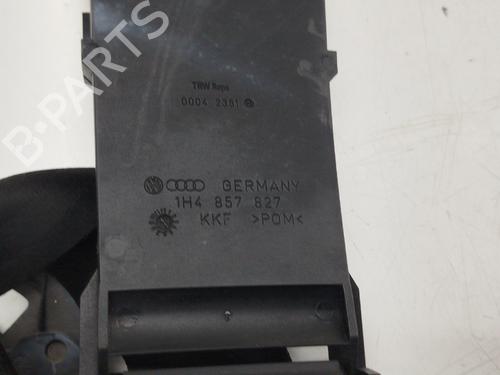 B-PARTS
TRW Repa
0004 2351
GERMANY
1H4 857 827
KKF >POM<